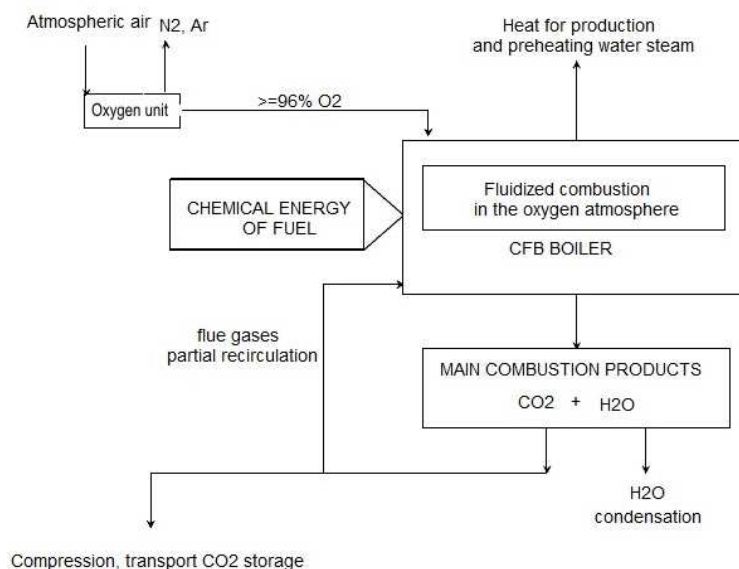 Atmospheric air
N2, Ar
Heat for production
and preheating water steam
Oxygen unit
>=96% O2
Fluidized combustion
in the oxygen atmosphere
CHEMICAL ENERGY
OF FUEL
CFB BOILER
flue gases
partial recirculation
MAIN COMBUSTION PRODUCTS
CO2 + H2O
H2O
condensation
Compression, transport CO2 storage